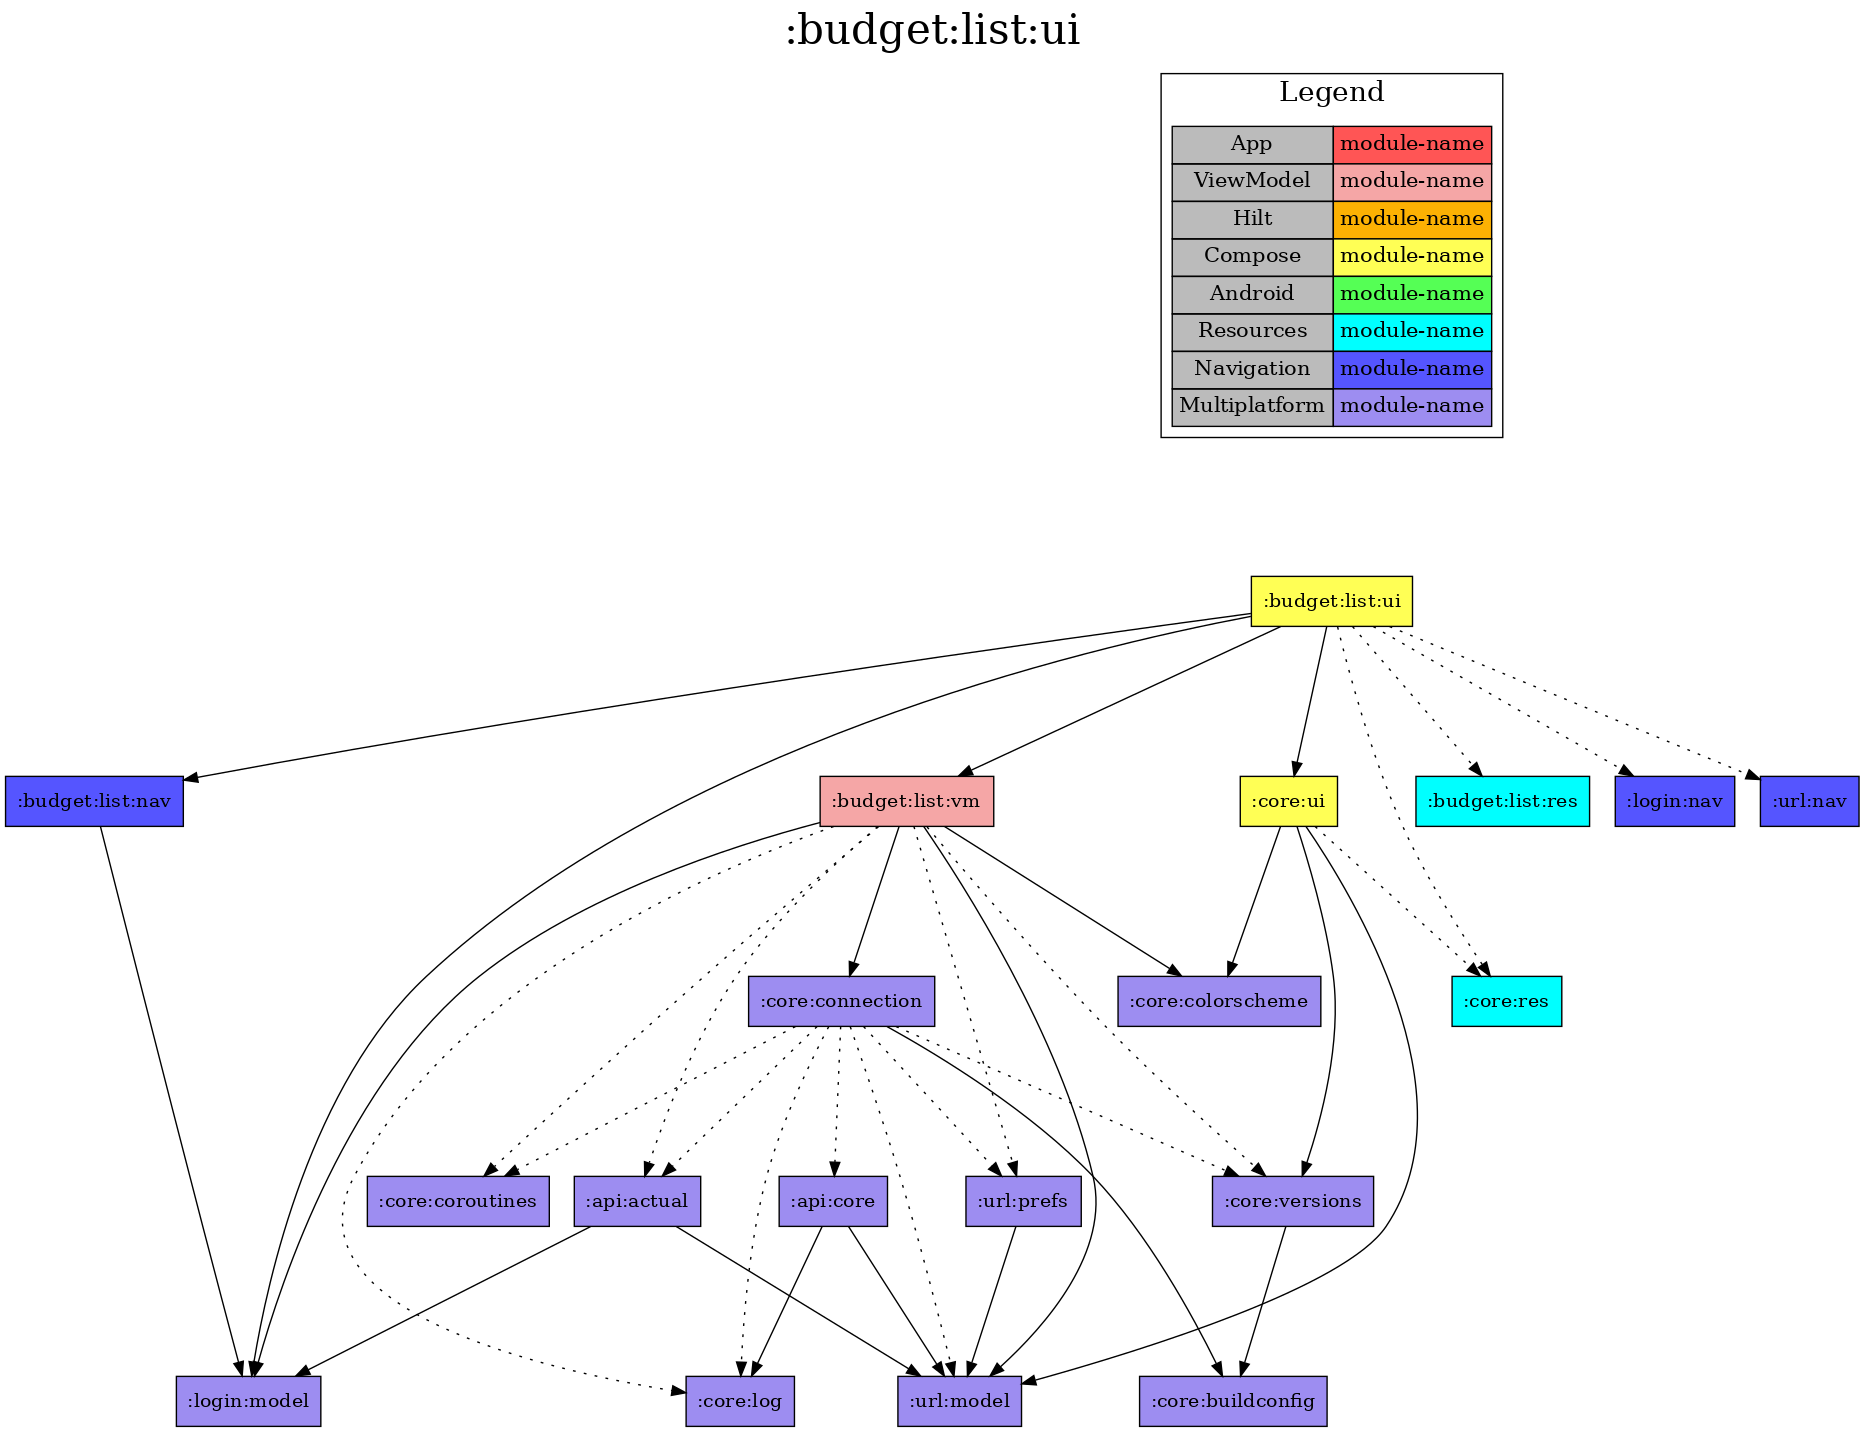 :budget:list:ui
Legend
App module-name
ViewModel module-name
Hilt module-name
Compose module-name
Android module-name
Resources module-name
Navigation module-name
Multiplatform module-name
:budget:list:ui
:budget:list:nav
:budget:list:vm
:core:ui
:budget:list:res
:login:nav
:url:nav
:core:connection
:core:colorscheme
:core:res
:core:coroutines
:api:actual
:api:core
:url:prefs
:core:versions
:login:model
:core:log
:url:model
:core:buildconfig